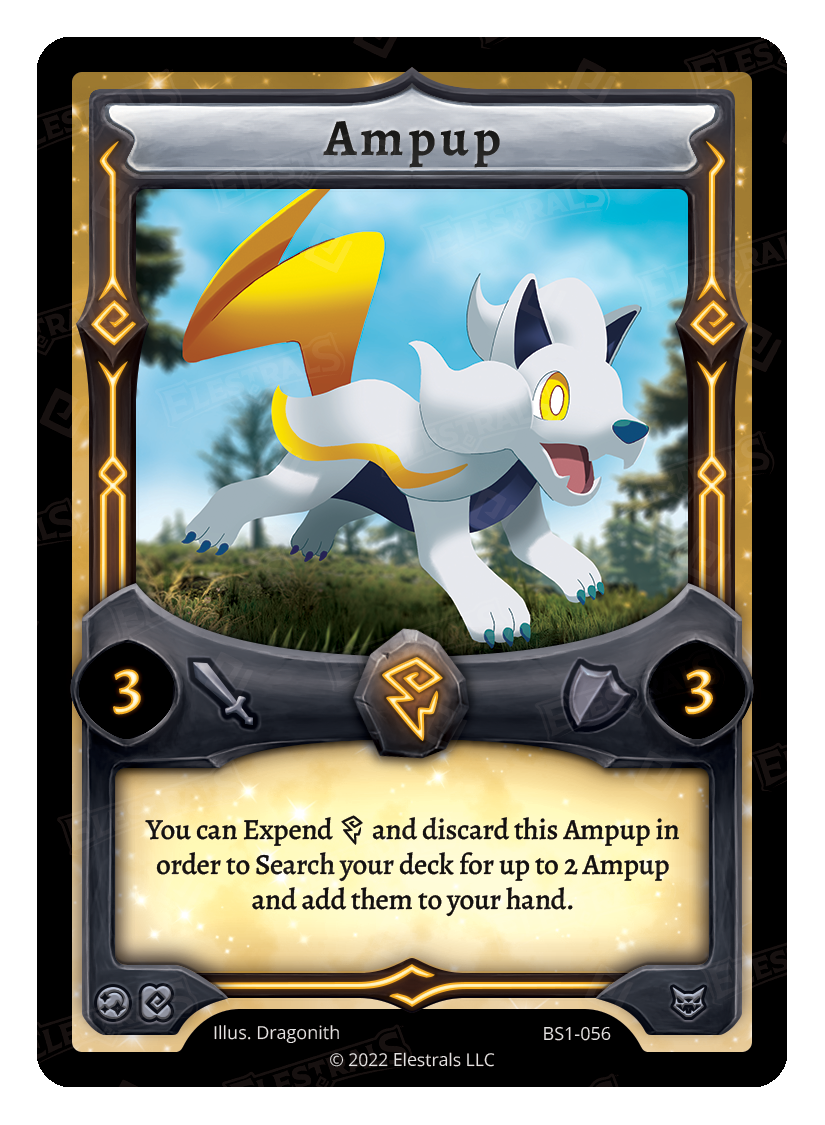 Ampup
3
3
You can Expend and discard this Ampup in
order to Search your deck for up to 2 Ampup
and add them to your hand.
Illus. Dragonith
BS1-056
© 2022 Elestrals LLC
ELESTRALS